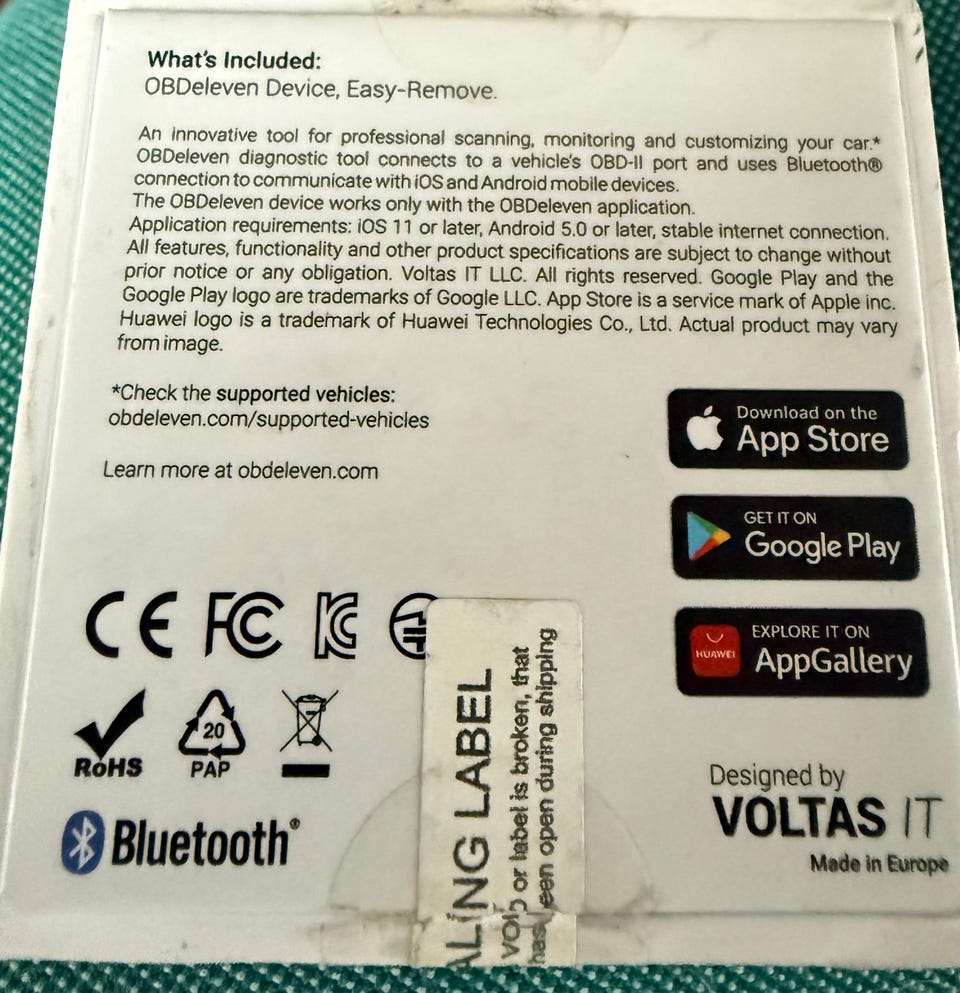 What's Included:
OBDeleven Device, Easy-Remove.
An innovative tool for professional scanning, monitoring and customizing your car.*
OBDeleven diagnostic tool connects to a vehicle's OBD-II port and uses Bluetooth®
connection to communicate with iOS and Android mobile devices.
The OBDeleven device works only with the OBDeleven application.
Application requirements: iOS 11 or later, Android 5.0 or later, stable internet connection.
All features, functionality and other product specifications are subject to change without
prior notice or any obligation. Voltas IT LLC. All rights reserved. Google Play and the
Google Play logo are trademarks of Google LLC. App Store is a service mark of Apple inc.
Huawei logo is a trademark of Huawei Technologies Co., Ltd. Actual product may vary
from image.
*Check the supported vehicles:
obdeleven.com/supported-vehicles
Learn more at obdeleven.com
Download on the
App Store
GET IT ON
Google Play
HUAWEI
EXPLORE IT ON
AppGallery
CE FC KC
RoHS
20
PAP
Bluetooth®
ALING LABEL
or label is broken, that
been open during shipping
Designed by
VOLTAS IT
Made in Europe